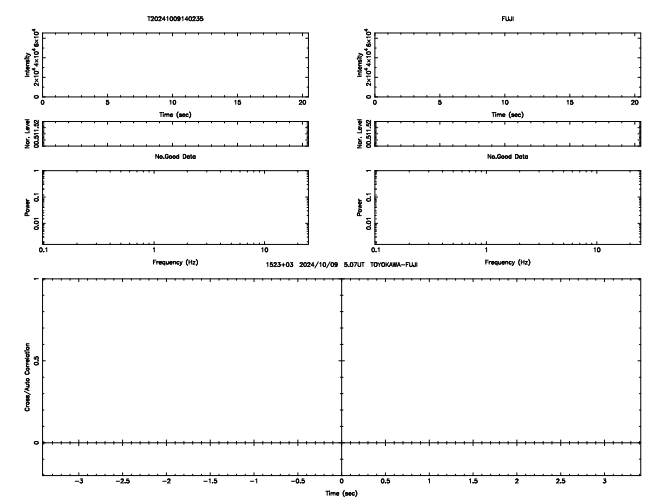 T20241009140235 FUJI
Intensity 0 2×10⁴ 4×10⁴ 6×10⁴ Intensity 0 2×10⁴ 4×10⁴ 6×10⁴
0 5 10 15 20 0 5 10 15 20
Time (sec) Time (sec)
Nor. Level 00.511.52 Nor. Level 00.511.52
No.Good Data No.Good Data
Power 0.01 0.1 1 Power 0.01 0.1 1
0.1 1 10 0.1 1 10
Frequency (Hz) Frequency (Hz)
1523+03 2024/10/09 5.07UT TOYOKAWA-FUJI
Cross/Auto Correlation 0 0.5 1
-3 -2.5 -2 -1.5 -1 -0.5 0 0.5 1 1.5 2 2.5 3
Time (sec)